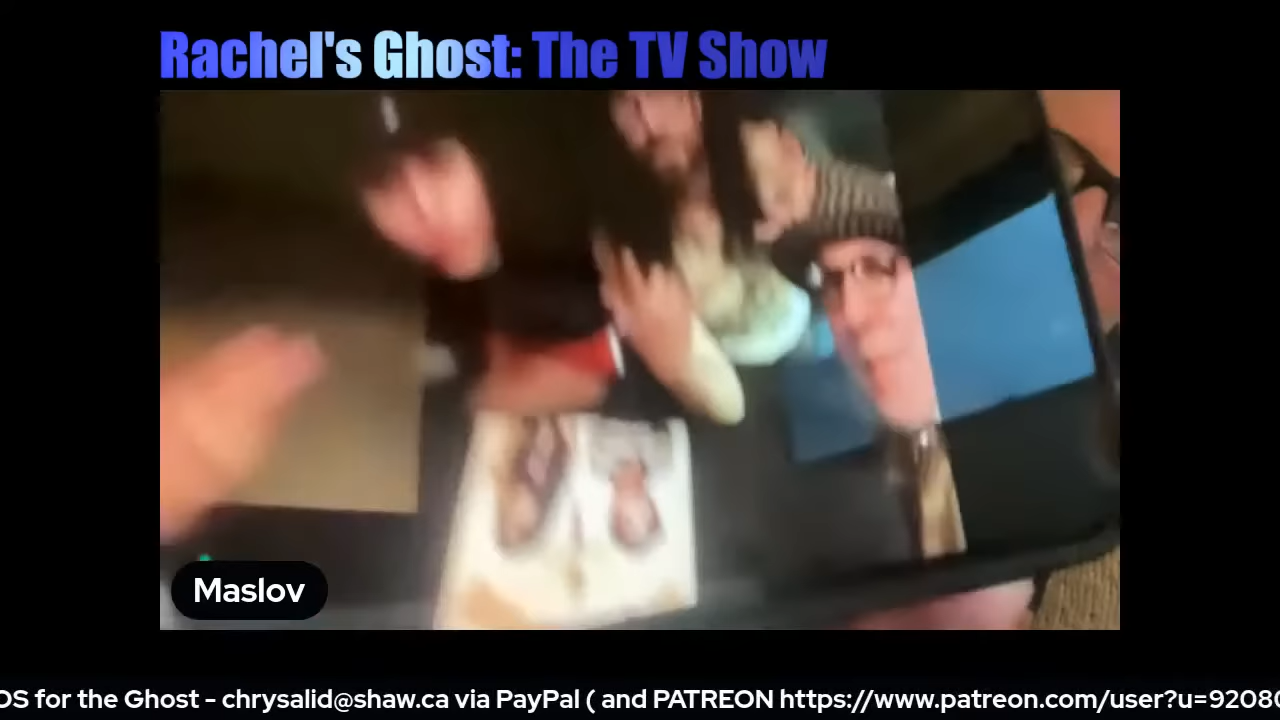 Rachel's Ghost: The TV Show
Maslov
OS for the Ghost - chrysalid@shaw.ca via PayPal ( and PATREON https://www.patreon.com/user?u=9208